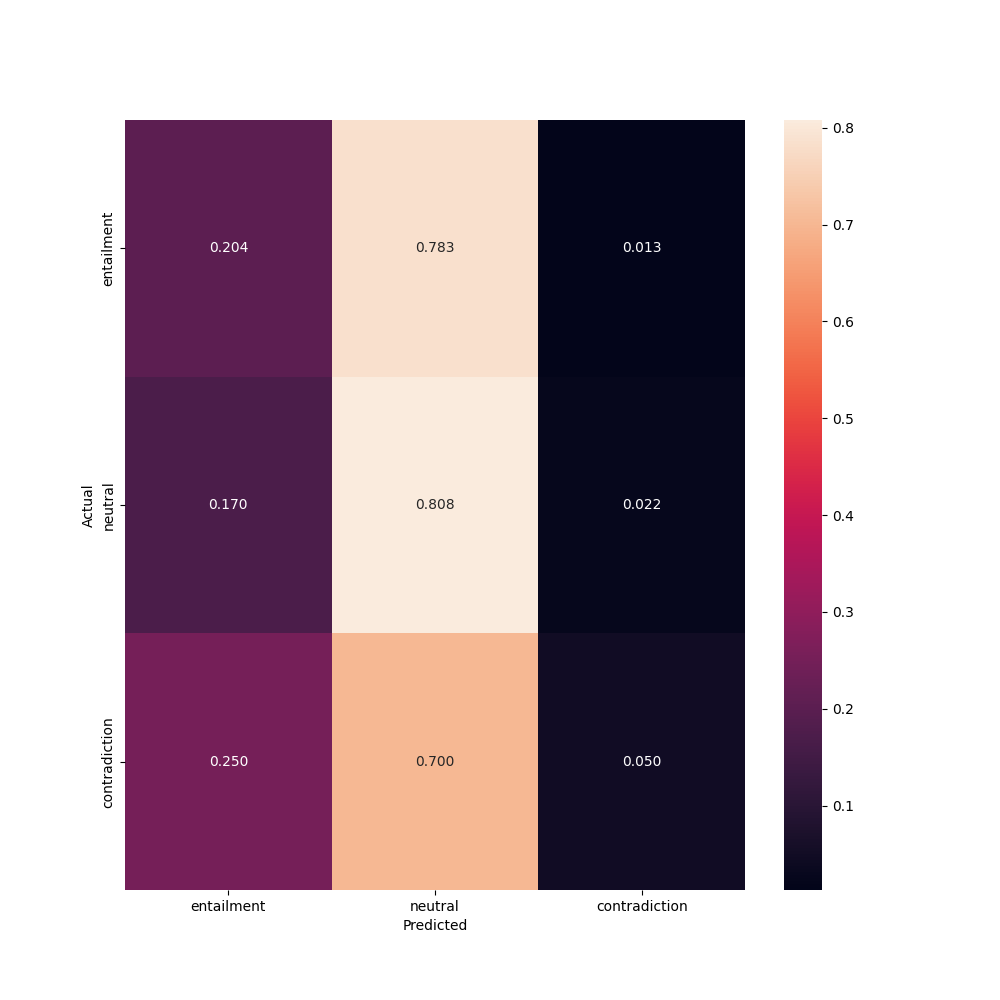 entailment
0.204 0.783 0.013
Actual
neutral
0.170 0.808 0.022
contradiction
0.250 0.700 0.050
entailment neutral contradiction
Predicted
0.8
0.7
0.6
0.5
0.4
0.3
0.2
0.1